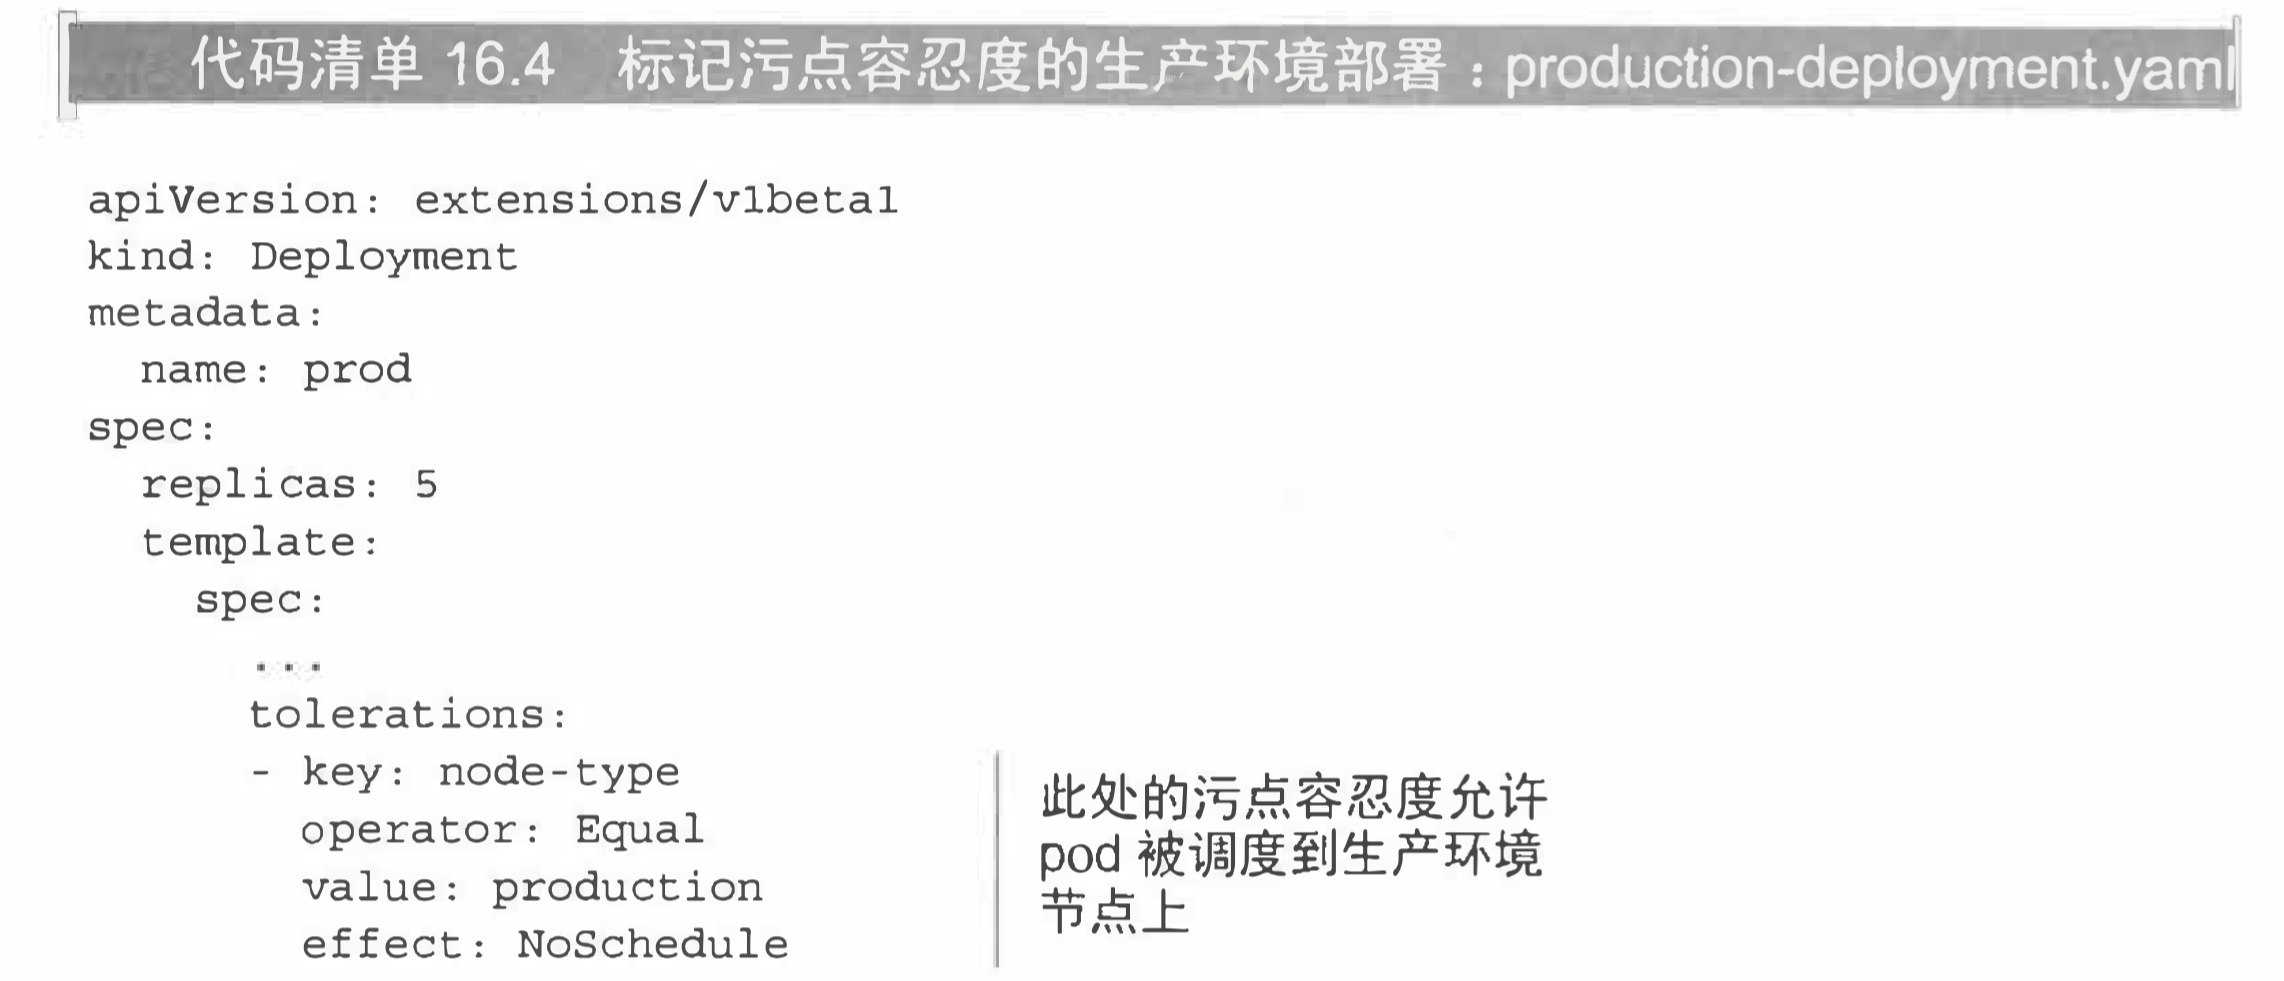 代码清单 16.4 标记污点容忍度的生产环境部署：production-deployment.yaml
apiVersion: extensions/v1beta1
kind: Deployment
metadata:
  name: prod
spec:
  replicas: 5
  template:
    spec:
      ...
      tolerations:
      - key: node-type
        operator: Equal
        value: production
        effect: NoSchedule
此处的污点容忍度允许
pod 被调度到生产环境
节点上